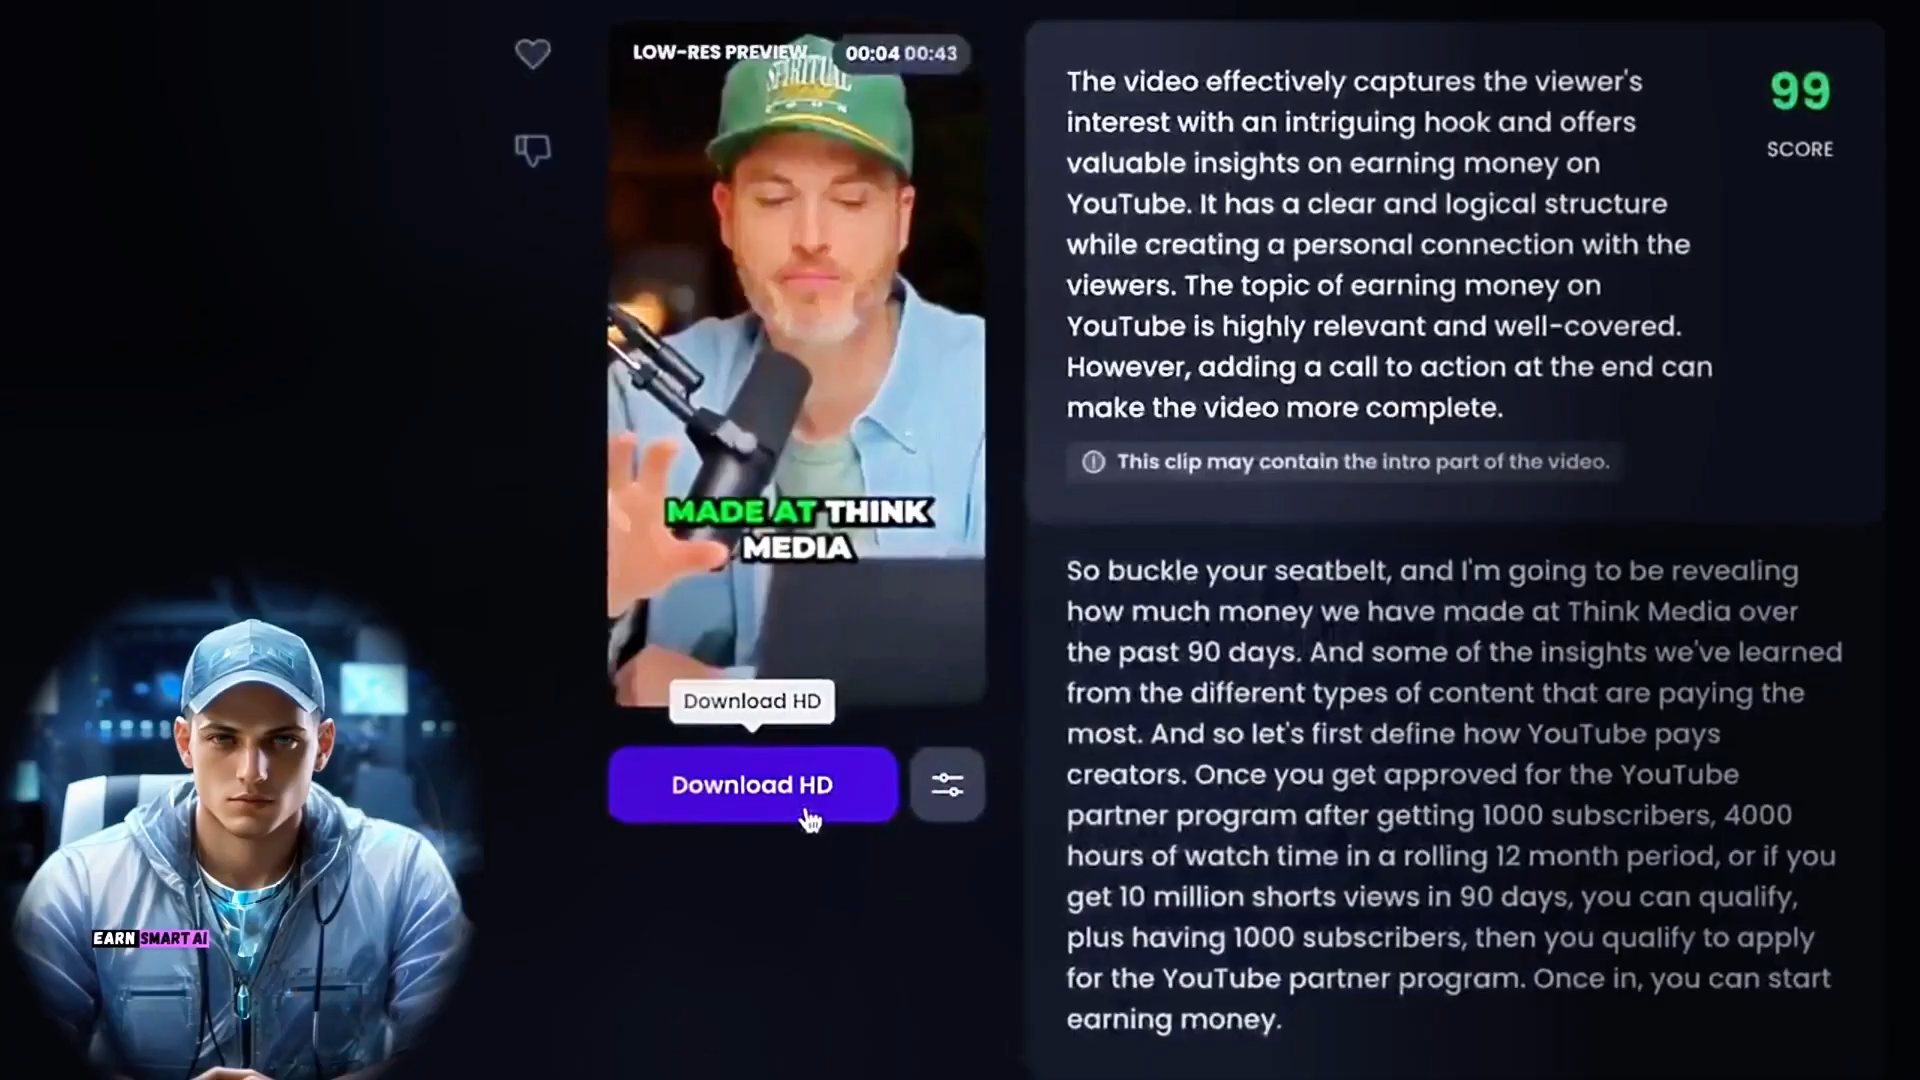 LOW-RES PREVIEW
00:04 00:43
SPIRITUAL
MADE AT THINK
MEDIA
Download HD
Download HD
The video effectively captures the viewer's
interest with an intriguing hook and offers
valuable insights on earning money on
YouTube. It has a clear and logical structure
while creating a personal connection with the
viewers. The topic of earning money on
YouTube is highly relevant and well-covered.
However, adding a call to action at the end can
make the video more complete.
99
SCORE
This clip may contain the intro part of the video.
So buckle your seatbelt, and I'm going to be revealing
how much money we have made at Think Media over
the past 90 days. And some of the insights we've learned
from the different types of content that are paying the
most. And so let's first define how YouTube pays
creators. Once you get approved for the YouTube
partner program after getting 1000 subscribers, 4000
hours of watch time in a rolling 12 month period, or if you
get 10 million shorts views in 90 days, you can qualify,
plus having 1000 subscribers, then you qualify to apply
for the YouTube partner program. Once in, you can start
earning money.
EARN SMART AI